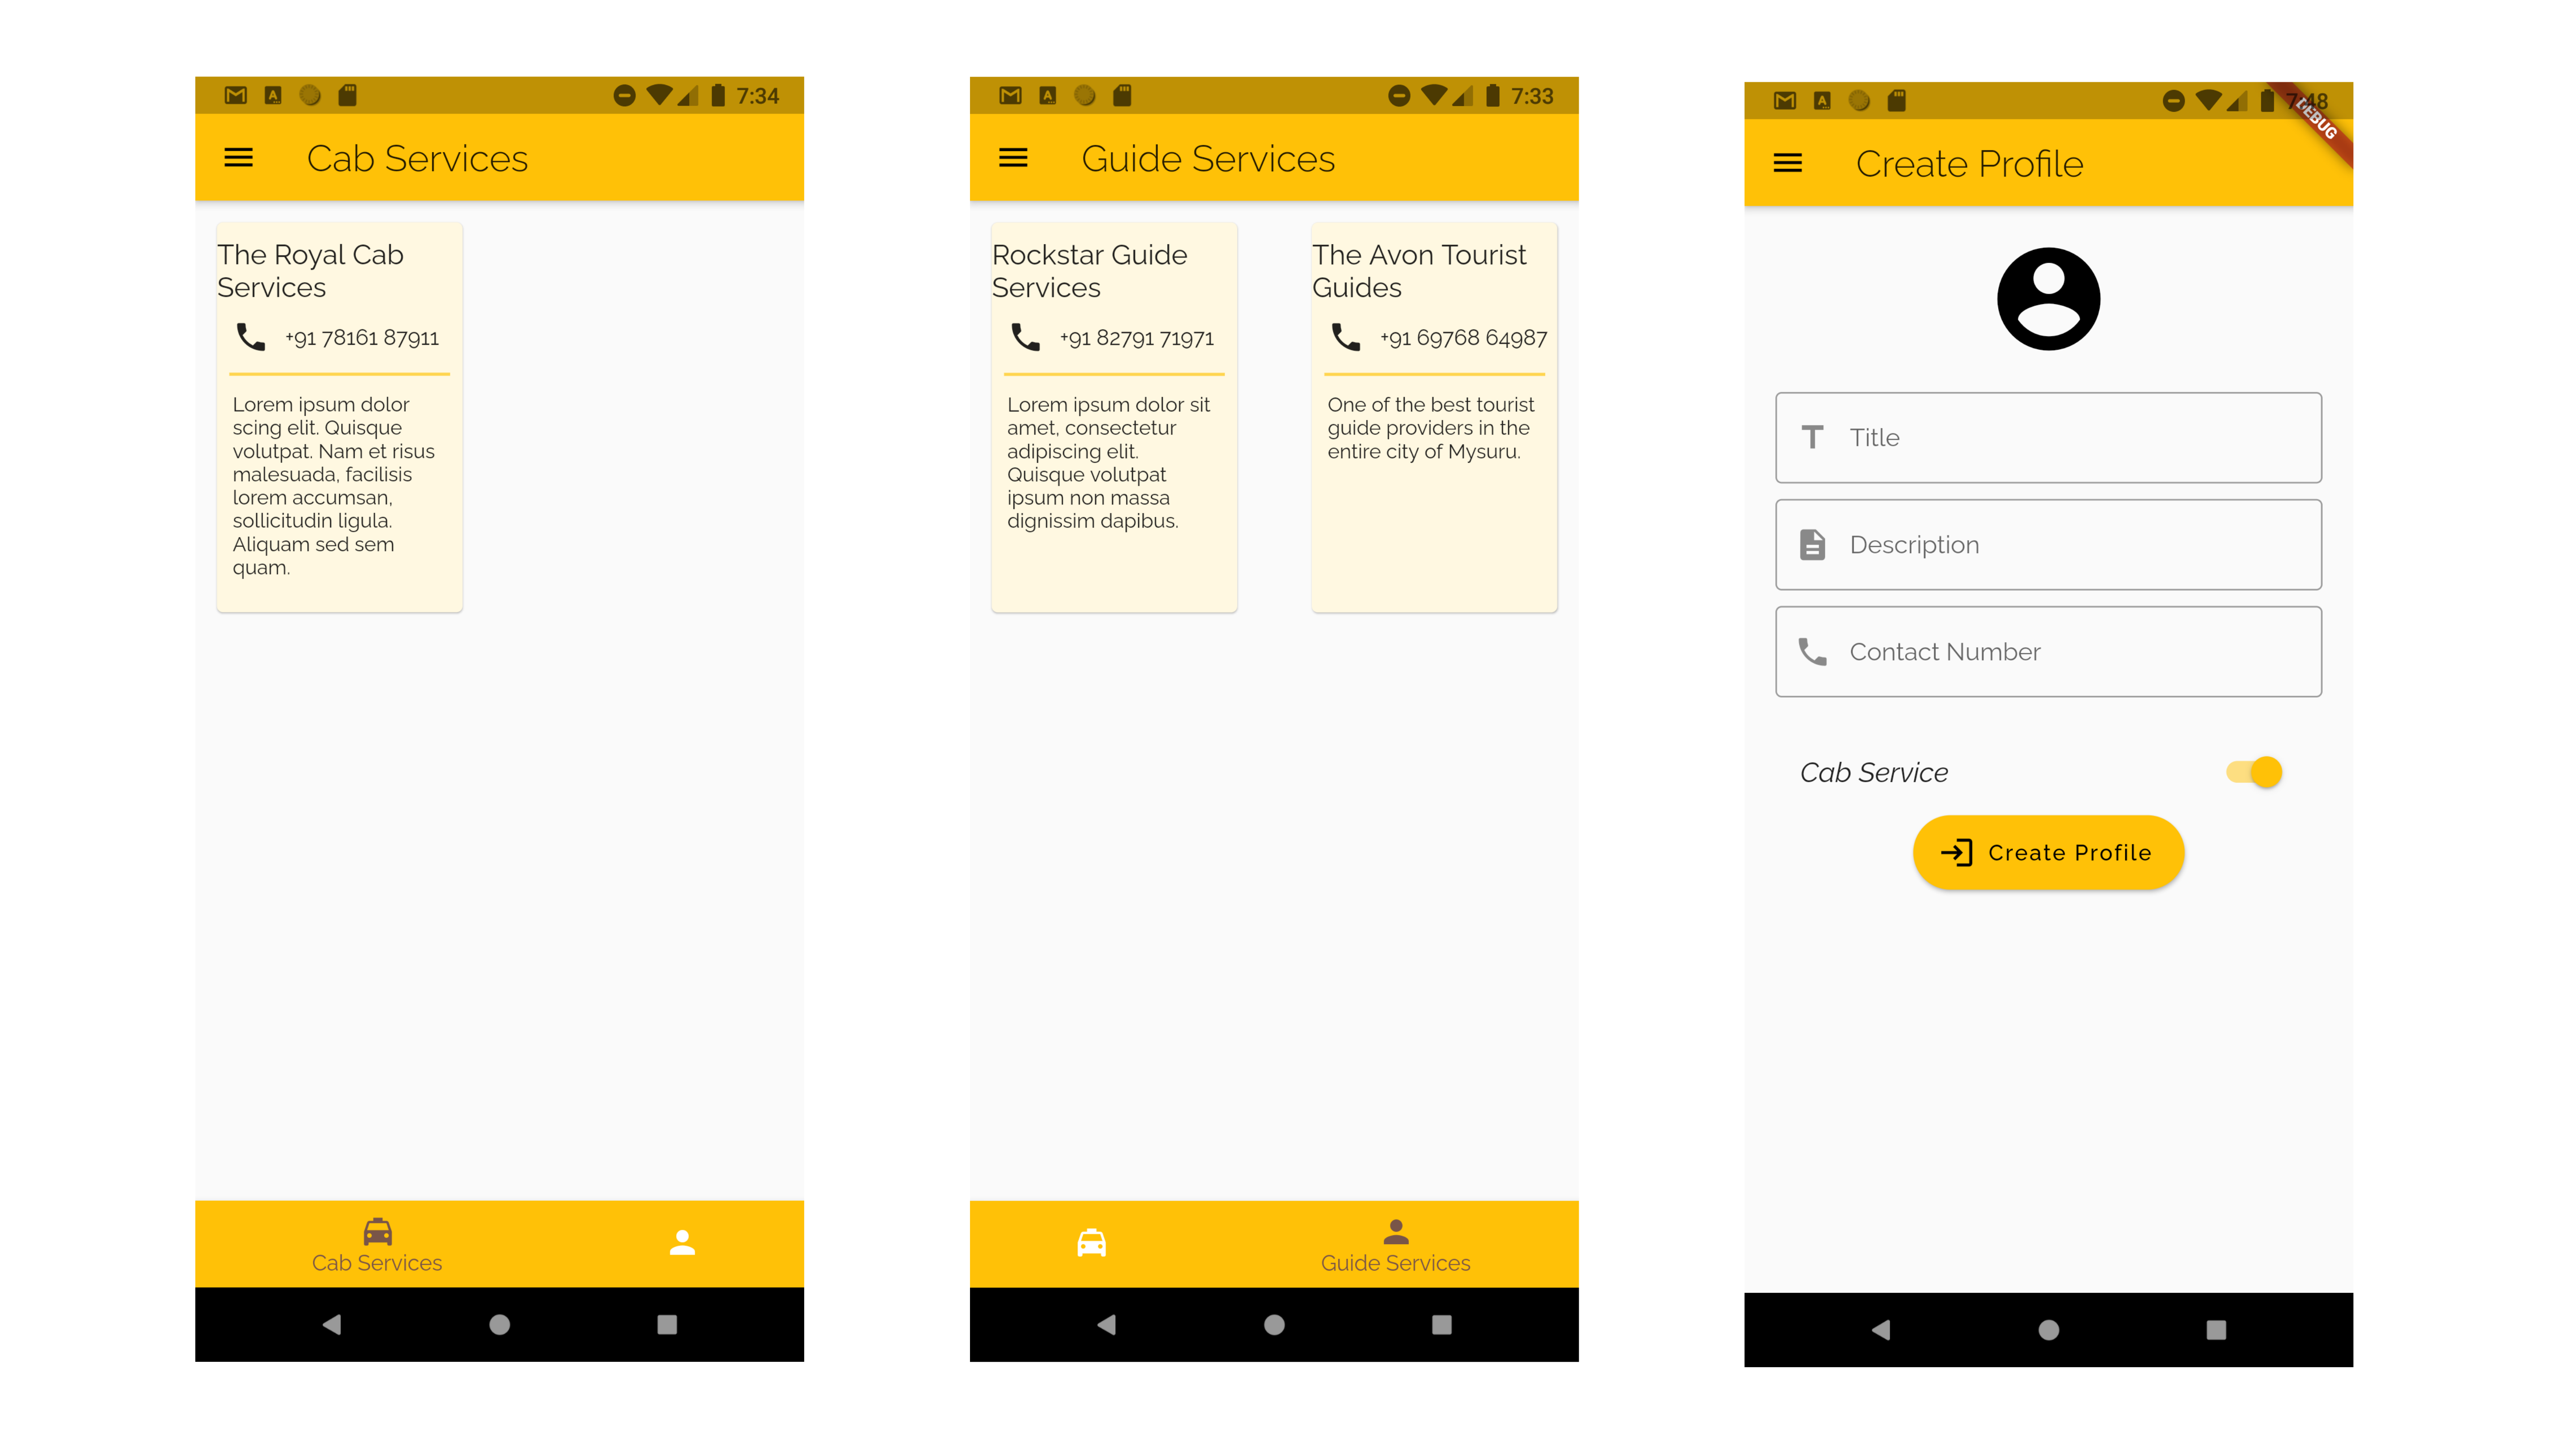 7:34
Cab Services
The Royal Cab
Services
+91 78161 87911
Lorem ipsum dolor
scing elit. Quisque
volutpat. Nam et risus
malesuada, facilisis
lorem accumsan,
sollicitudin ligula.
Aliquam sed sem
quam.
Cab Services
7:33
Guide Services
Rockstar Guide
Services
+91 82791 71971
Lorem ipsum dolor sit
amet, consectetur
adipiscing elit.
Quisque volutpat
ipsum non massa
dignissim dapibus.
The Avon Tourist
Guides
+91 69768 64987
One of the best tourist
guide providers in the
entire city of Mysuru.
Guide Services
7:48
DEBUG
Create Profile
Title
Description
Contact Number
Cab Service
Create Profile